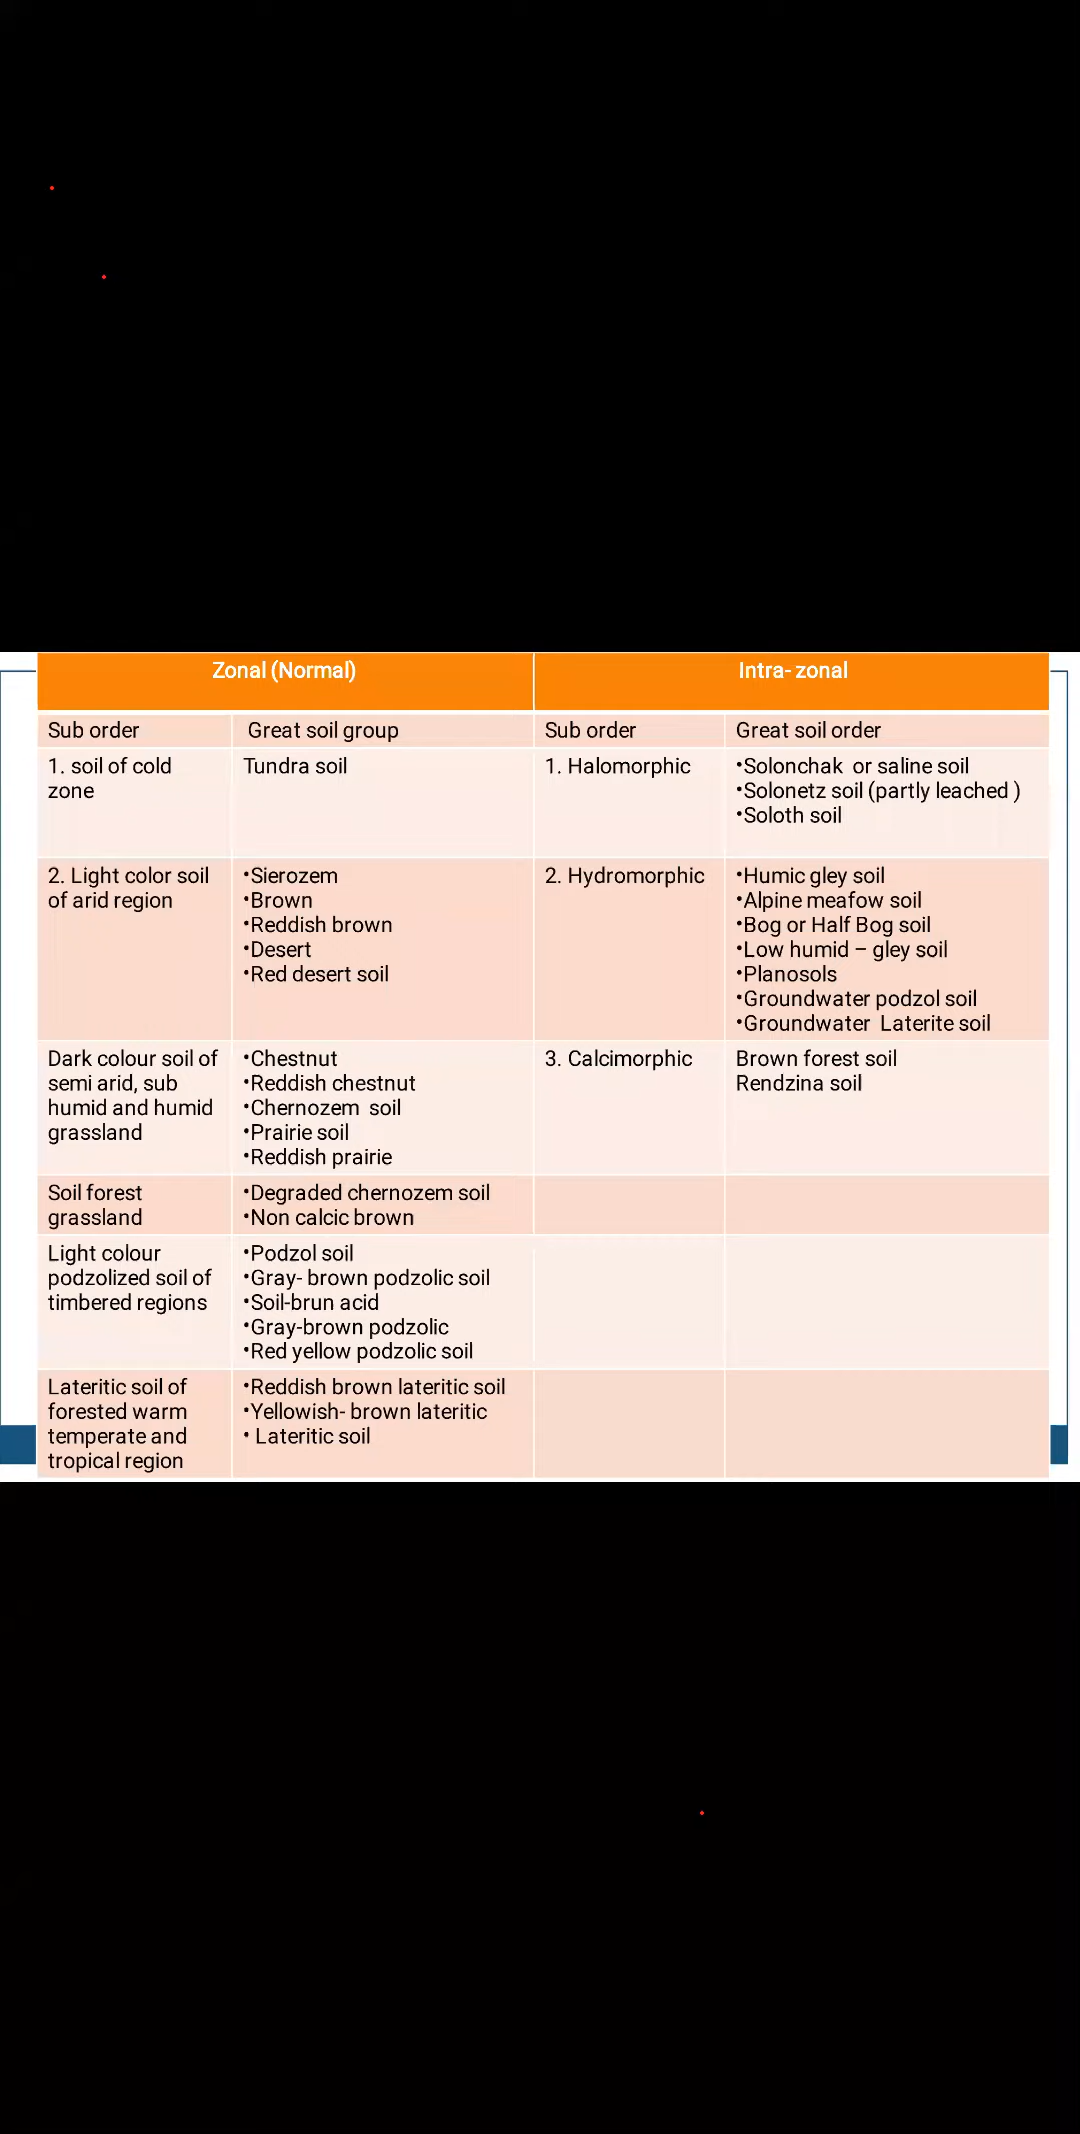 Zonal (Normal)
Intra- zonal
Sub order
Great soil group
Sub order
Great soil order
1. soil of cold
zone
Tundra soil
1. Halomorphic
•Solonchak or saline soil
•Solonetz soil (partly leached )
•Soloth soil
2. Light color soil
of arid region
•Sierozem
•Brown
•Reddish brown
•Desert
•Red desert soil
2. Hydromorphic
•Humic gley soil
•Alpine meafow soil
•Bog or Half Bog soil
•Low humid – gley soil
•Planosols
•Groundwater podzol soil
•Groundwater Laterite soil
Dark colour soil of
semi arid, sub
humid and humid
grassland
•Chestnut
•Reddish chestnut
•Chernozem soil
•Prairie soil
•Reddish prairie
3. Calcimorphic
Brown forest soil
Rendzina soil
Soil forest
grassland
•Degraded chernozem soil
•Non calcic brown
Light colour
podzolized soil of
timbered regions
•Podzol soil
•Gray- brown podzolic soil
•Soil-brun acid
•Gray-brown podzolic
•Red yellow podzolic soil
Lateritic soil of
forested warm
temperate and
tropical region
•Reddish brown lateritic soil
•Yellowish- brown lateritic
• Lateritic soil